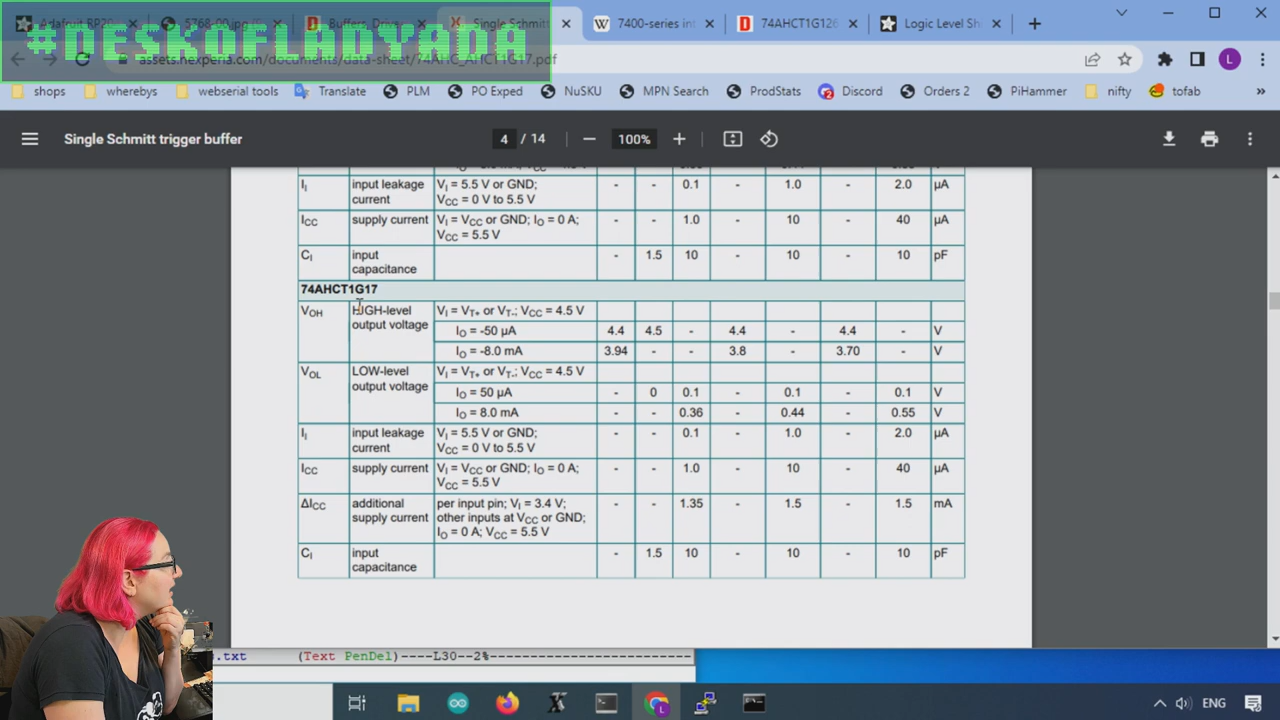 Adafruit RP20
5768-00.jpg
Buffers, Drive
Single Schmitt
7400-series int
74AHCT1G126
Logic Level Sh
#DESKOFLADYADA
assets.nexperia.com/documents/data-sheet/74AHC_AHCT1G17.pdf
L
shops
wherebys
webserial tools
Translate
PLM
PO Exped
NuSKU
MPN Search
ProdStats
Discord
Orders 2
PiHammer
nifty
tofab
»
Single Schmitt trigger buffer
4 / 14
100%
II input leakage current VI = 5.5 V or GND; VCC = 0 V to 5.5 V - - 0.1 - 1.0 - 2.0 µA
ICC supply current VI = VCC or GND; IO = 0 A; VCC = 5.5 V - - 1.0 - 10 - 40 µA
CI input capacitance - 1.5 10 - 10 - 10 pF
74AHCT1G17
VOH HIGH-level output voltage VI = VT+ or VT-; VCC = 4.5 V
IO = -50 µA 4.4 4.5 - 4.4 - 4.4 - V
IO = -8.0 mA 3.94 - - 3.8 - 3.70 - V
VOL LOW-level output voltage VI = VT+ or VT-; VCC = 4.5 V
IO = 50 µA - 0 0.1 - 0.1 - 0.1 V
IO = 8.0 mA - - 0.36 - 0.44 - 0.55 V
II input leakage current VI = 5.5 V or GND; VCC = 0 V to 5.5 V - - 0.1 - 1.0 - 2.0 µA
ICC supply current VI = VCC or GND; IO = 0 A; VCC = 5.5 V - - 1.0 - 10 - 40 µA
ΔICC additional supply current per input pin; VI = 3.4 V; other inputs at VCC or GND; IO = 0 A; VCC = 5.5 V - - 1.35 - 1.5 - 1.5 mA
CI input capacitance - 1.5 10 - 10 - 10 pF
.txt (Text PenDel)----L30--2%
L
ENG